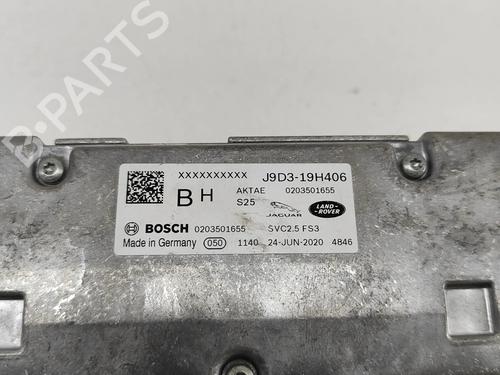 XXXXXXXXXX J9D3-19H406
B H AKTAE 0203501655
S25 JAGUAR LAND- ROVER
BOSCH 0203501655 SVC2.5 FS3
Made in Germany 050 1140 24-JUN-2020 4846
B-PARTS